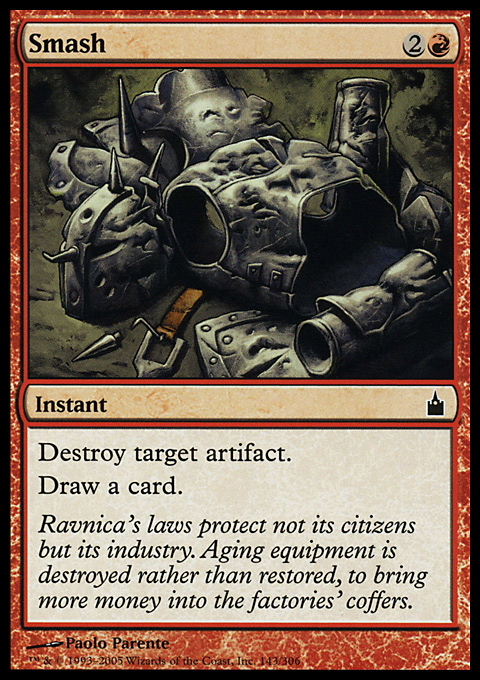 Smash 2
Instant
Destroy target artifact.
Draw a card.
Ravnica's laws protect not its citizens
but its industry. Aging equipment is
destroyed rather than restored, to bring
more money into the factories' coffers.
Paolo Parente
™ & © 1993-2005 Wizards of the Coast, Inc. 143/306